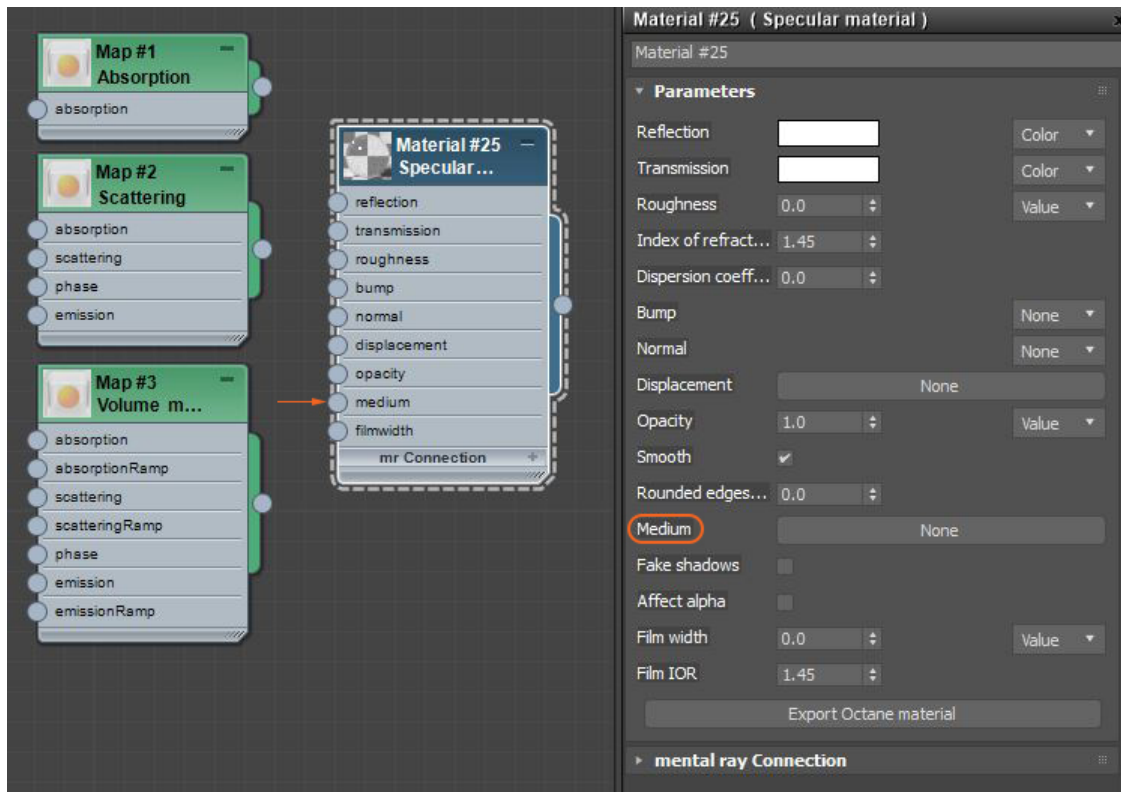 Map #1
Absorption
absorption
Map #2
Scattering
absorption
scattering
phase
emission
Map #3
Volume m...
absorption
absorptionRamp
scattering
scatteringRamp
phase
emission
emissionRamp
Material #25
Specular...
reflection
transmission
roughness
bump
normal
displacement
opacity
medium
filmwidth
mr Connection +
Material #25 ( Specular material ) x
Material #25
Parameters
Reflection Color
Transmission Color
Roughness 0.0 Value
Index of refract... 1.45
Dispersion coeff... 0.0
Bump None
Normal None
Displacement None
Opacity 1.0 Value
Smooth
Rounded edges... 0.0
Medium None
Fake shadows
Affect alpha
Film width 0.0 Value
Film IOR 1.45
Export Octane material
mental ray Connection